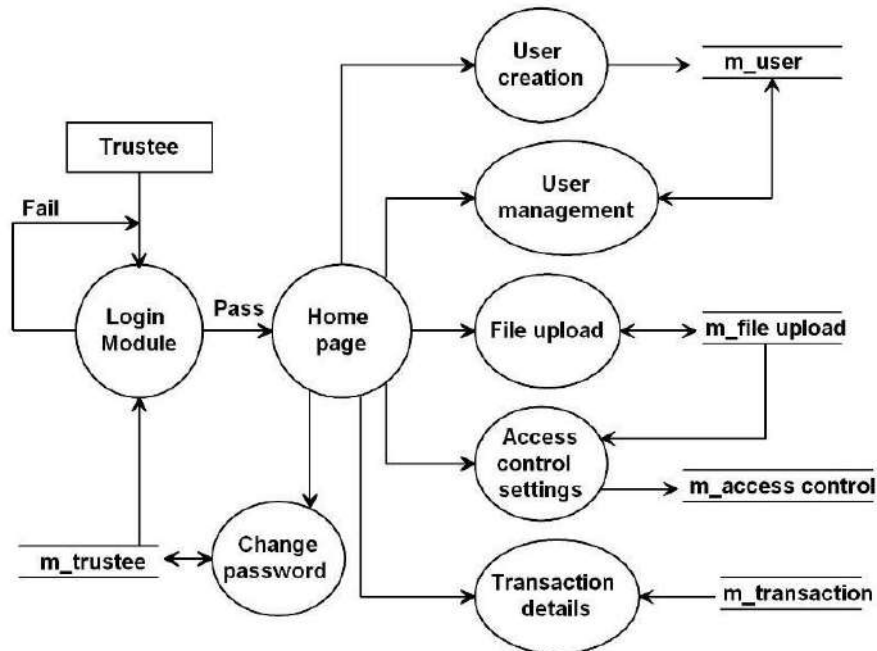 User
creation
m_user
Trustee
User
management
Fail
Login
Module
Pass
Home
page
File upload
m_file upload
Access
control
settings
m_access control
m_trustee
Change
password
Transaction
details
m_transaction